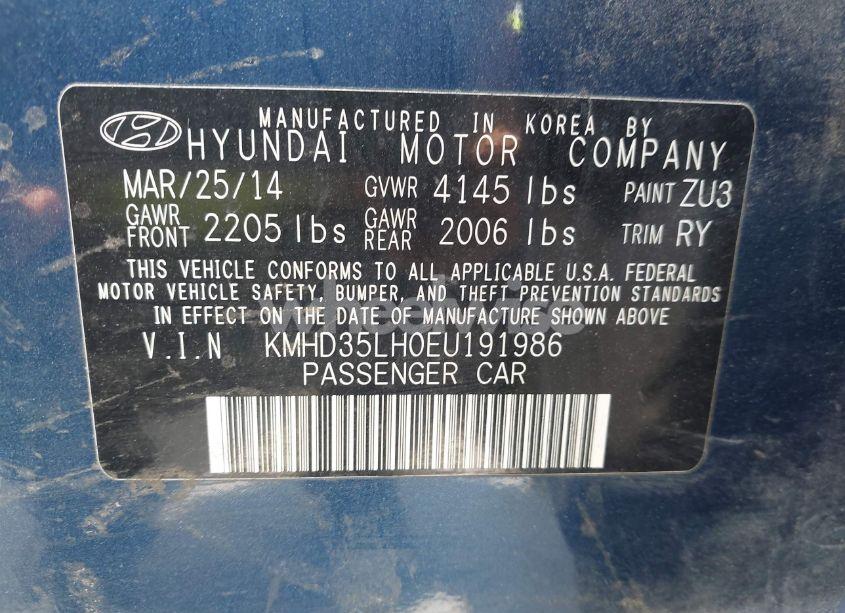 MANUFACTURED IN KOREA BY
HYUNDAI MOTOR COMPANY
MAR/25/14 GVWR 4145 lbs PAINT ZU3
GAWR FRONT 2205 lbs GAWR REAR 2006 lbs TRIM RY
THIS VEHICLE CONFORMS TO ALL APPLICABLE U.S.A. FEDERAL
MOTOR VEHICLE SAFETY, BUMPER, AND THEFT PREVENTION STANDARDS
IN EFFECT ON THE DATE OF MANUFACTURE SHOWN ABOVE
V.I.N KMHD35LH0EU191986
PASSENGER CAR